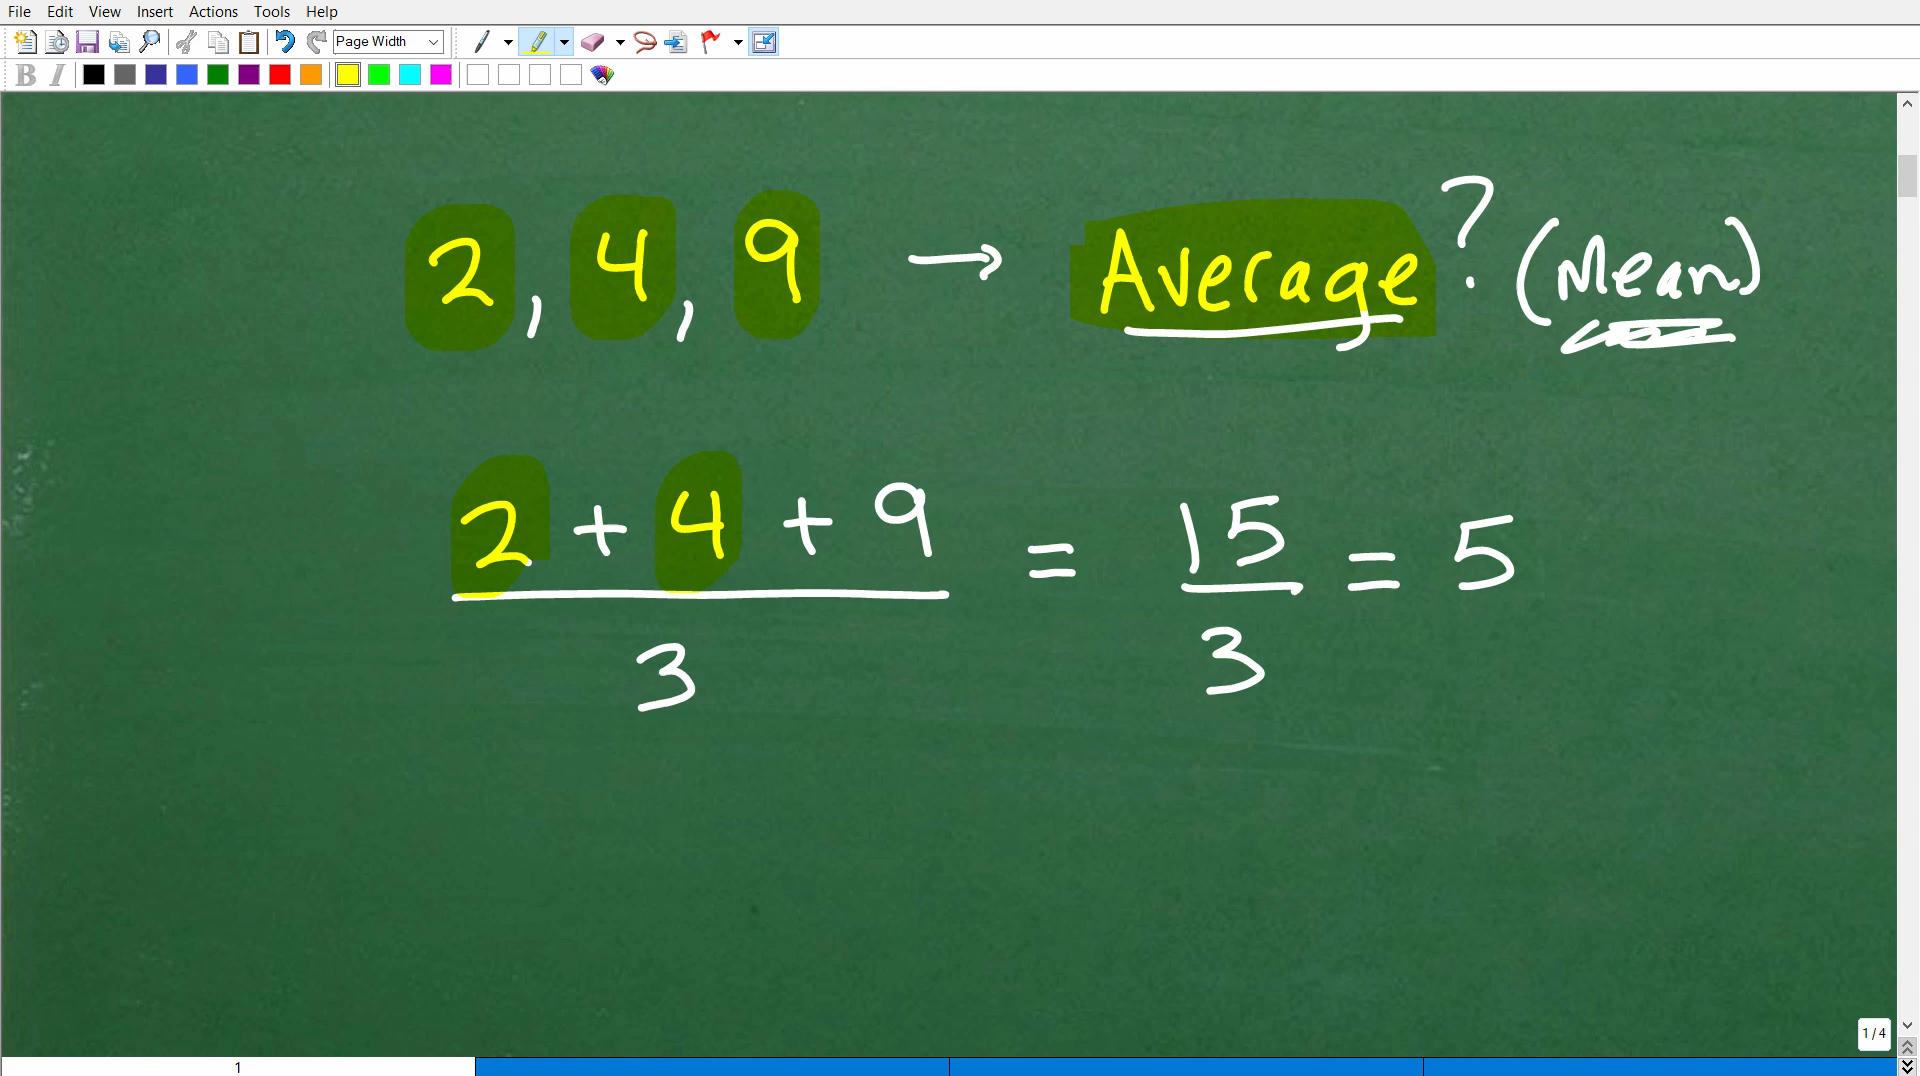 File Edit View Insert Actions Tools Help
Page Width
B I
2, 4, 9 → Average? (Mean)
2 + 4 + 9 = 15 = 5
3 3
1 / 4
1